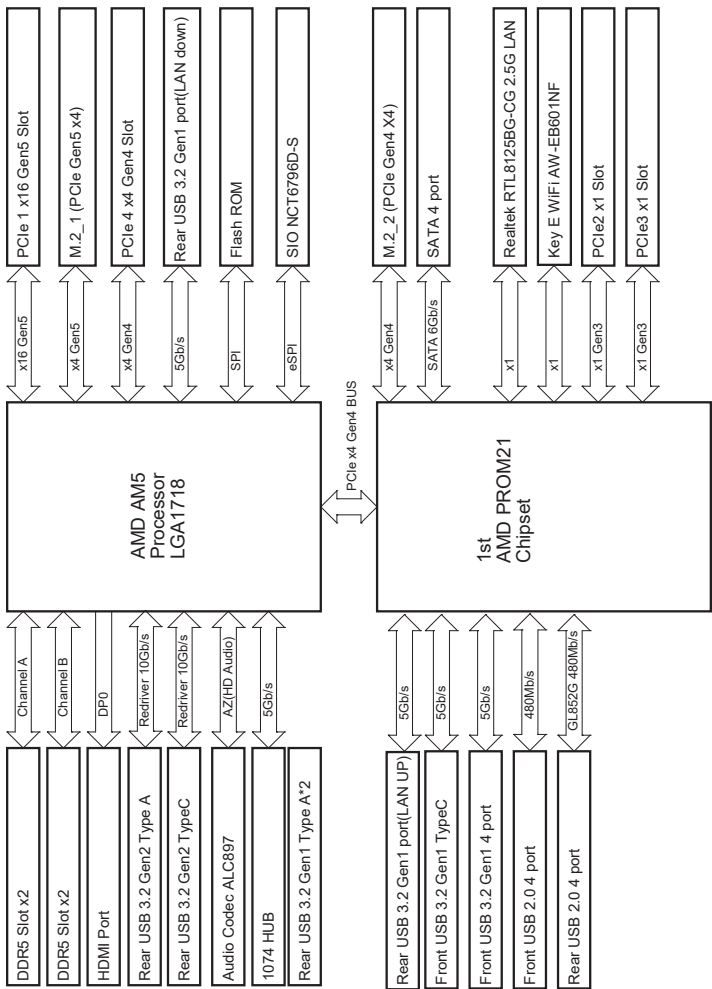 PCIe 1 x16 Gen5 Slot
M.2_1 (PCIe Gen5 x4)
PCIe 4 x4 Gen4 Slot
Rear USB 3.2 Gen1 port(LAN down)
Flash ROM
SIO NCT6796D-S
x16 Gen5
x4 Gen5
x4 Gen4
5Gb/s
SPI
eSPI
AMD AM5
Processor
LGA1718
Channel A
Channel B
DP0
Redriver 10Gb/s
Redriver 10Gb/s
AZ(HD Audio)
5Gb/s
DDR5 Slot x2
DDR5 Slot x2
HDMI Port
Rear USB 3.2 Gen2 Type A
Rear USB 3.2 Gen2 TypeC
Audio Codec ALC897
1074 HUB
Rear USB 3.2 Gen1 Type A*2
PCIe x4 Gen4 BUS
M.2_2 (PCIe Gen4 X4)
SATA 4 port
Realtek RTL8125BG-CG 2.5G LAN
Key E WiFi AW-EB601NF
PCIe2 x1 Slot
PCIe3 x1 Slot
x4 Gen4
SATA 6Gb/s
x1
x1
x1 Gen3
x1 Gen3
1st
AMD PROM21
Chipset
5Gb/s
5Gb/s
5Gb/s
480Mb/s
GL852G 480Mb/s
Rear USB 3.2 Gen1 port(LAN UP)
Front USB 3.2 Gen1 TypeC
Front USB 3.2 Gen1 4 port
Front USB 2.0 4 port
Rear USB 2.0 4 port